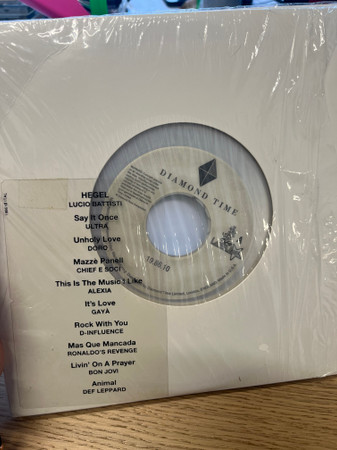 HEGEL
LUCIO BATTISTI
Say It Once
ULTRA
Unholy Love
DORO
Mazzè Panell
CHIEF E SOCI
This Is The Music I Like
ALEXIA
It's Love
GAYÀ
Rock With You
D-INFLUENCE
Mas Que Mancada
RONALDO'S REVENGE
Livin' On A Prayer
BON JOVI
Animal
DEF LEPPARD
DIAMOND TIME